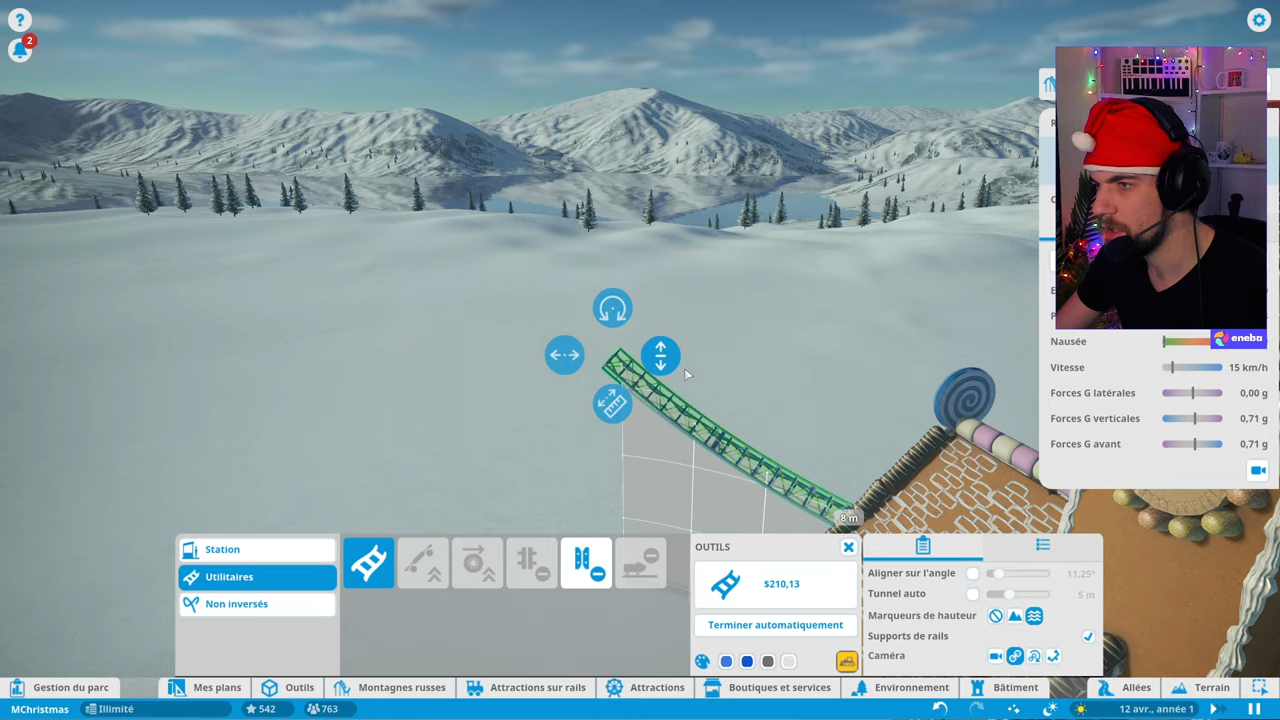 ?
2
eneba
Nausée
Vitesse
15 km/h
Forces G latérales
0,00 g
Forces G verticales
0,71 g
Forces G avant
0,71 g
8 m
Station
Utilitaires
Non inversés
OUTILS
$210,13
Terminer automatiquement
Aligner sur l'angle
11,25°
Tunnel auto
5 m
Marqueurs de hauteur
Supports de rails
Caméra
Gestion du parc
Mes plans
Outils
Montagnes russes
Attractions sur rails
Attractions
Boutiques et services
Environnement
Bâtiment
Allées
Terrain
MChristmas
Illimité
542
763
12 avr., année 1